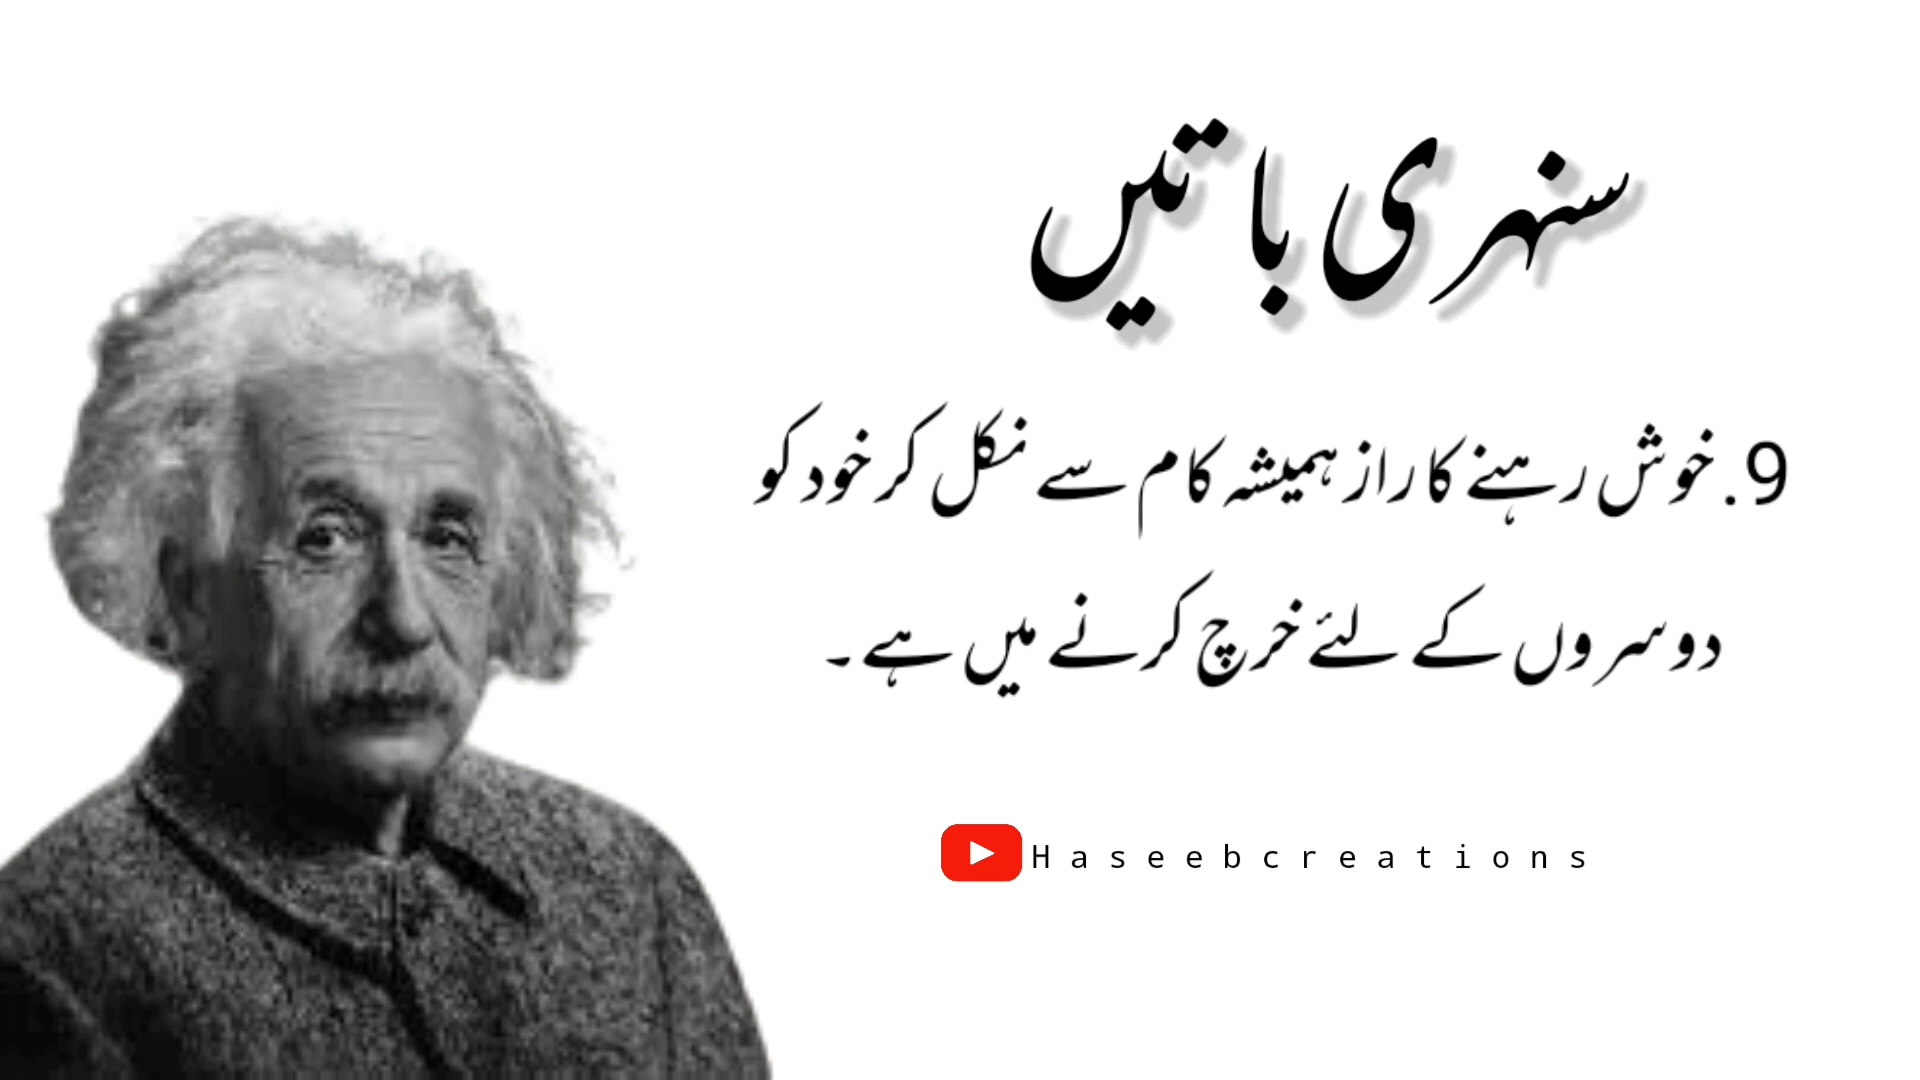 سنہری باتیں
9. خوش رہنے کا راز ہمیشہ کام سے نکل کر خود کو
دوسروں کے لئے خرچ کرنے میں ہے۔
Haseebcreations